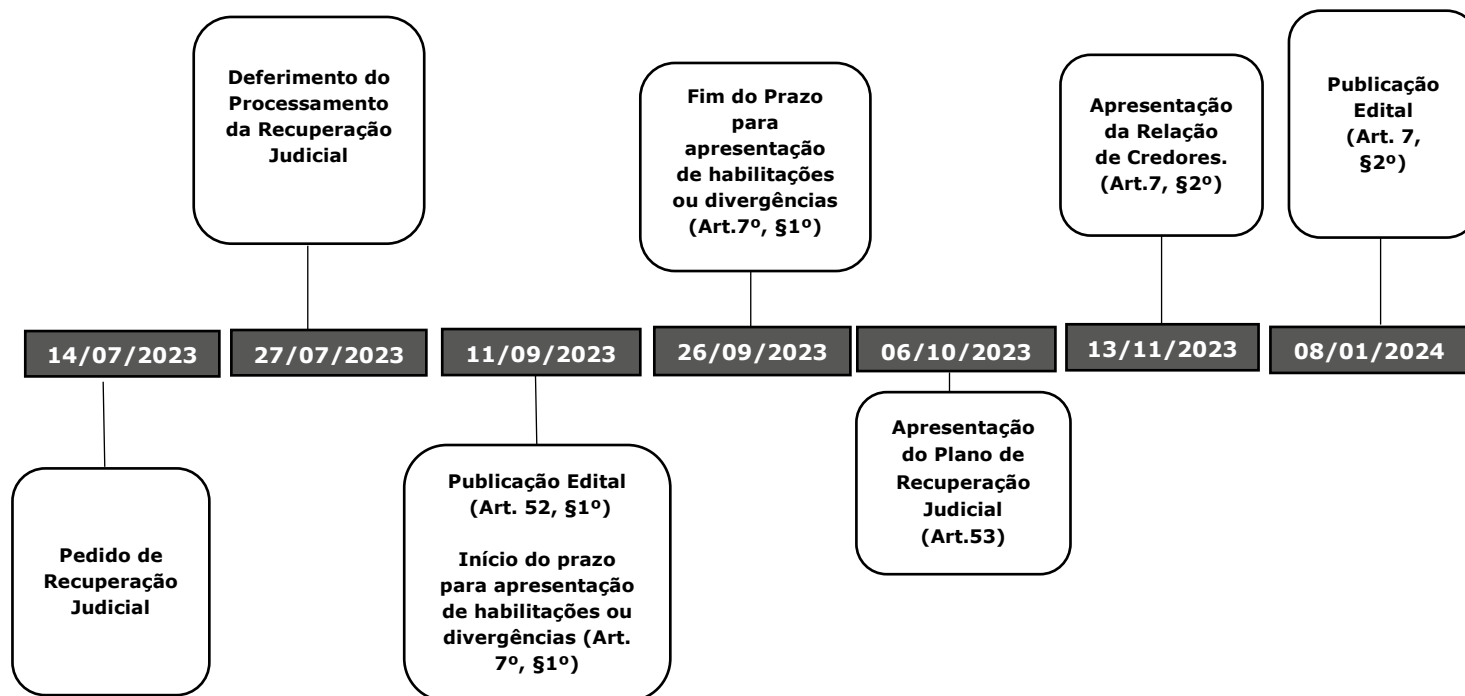 Deferimento do
Processamento
da Recuperação
Judicial
Fim do Prazo
para
apresentação
de habilitações
ou divergências
(Art.7º, §1º)
Apresentação
da Relação
de Credores.
(Art.7, §2º)
Publicação
Edital
(Art. 7,
§2º)
14/07/2023
27/07/2023
11/09/2023
26/09/2023
06/10/2023
13/11/2023
08/01/2024
Pedido de
Recuperação
Judicial
Publicação Edital
(Art. 52, §1º)
Início do prazo
para apresentação
de habilitações ou
divergências (Art.
7º, §1º)
Apresentação
do Plano de
Recuperação
Judicial
(Art.53)